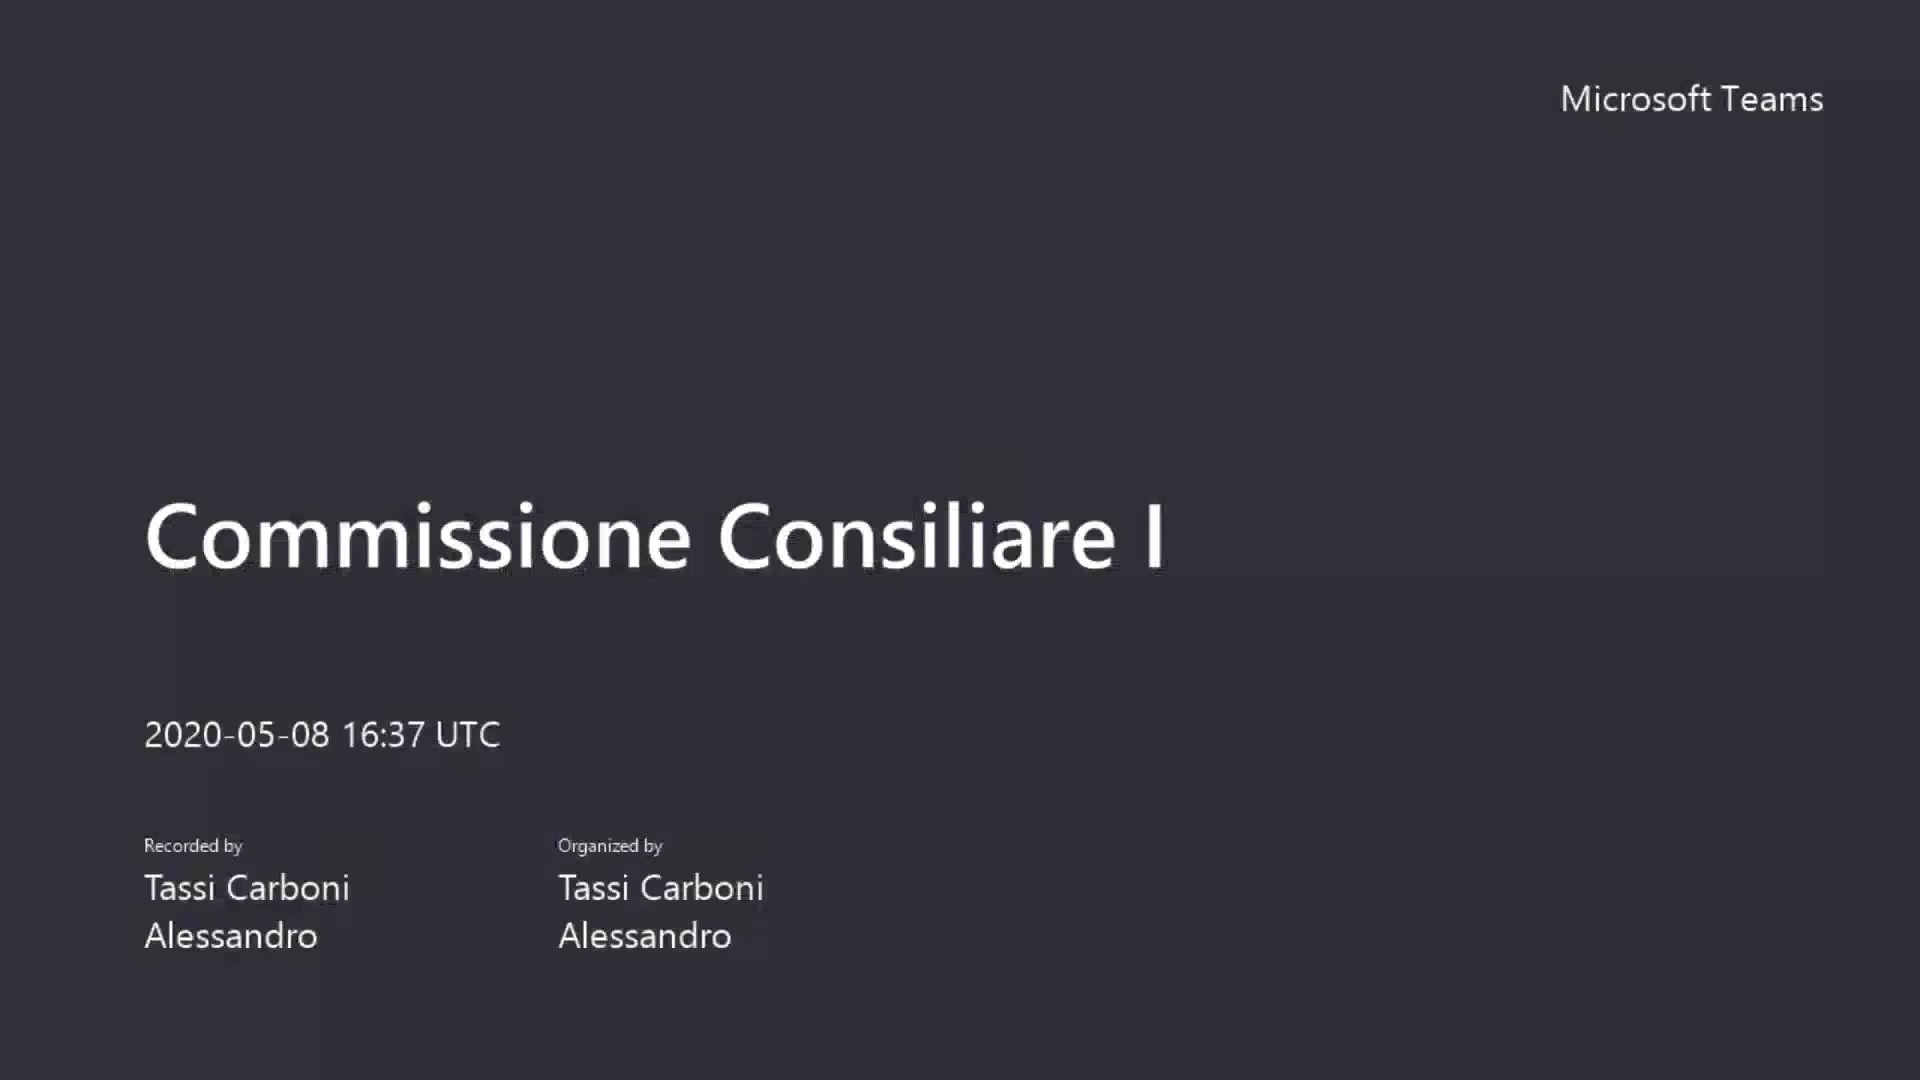 Microsoft Teams
Commissione Consiliare I
2020-05-08 16:37 UTC
Recorded by
Tassi Carboni
Alessandro
Organized by
Tassi Carboni
Alessandro